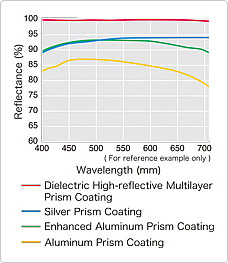 100
95
90
85
80
75
70
65
60
Reflectance (%)
400 450 500 550 600 650 700
( For reference example only )
Wavelength (mm)
Dielectric High-reflective Multilayer
Prism Coating
Silver Prism Coating
Enhanced Aluminum Prism Coating
Aluminum Prism Coating